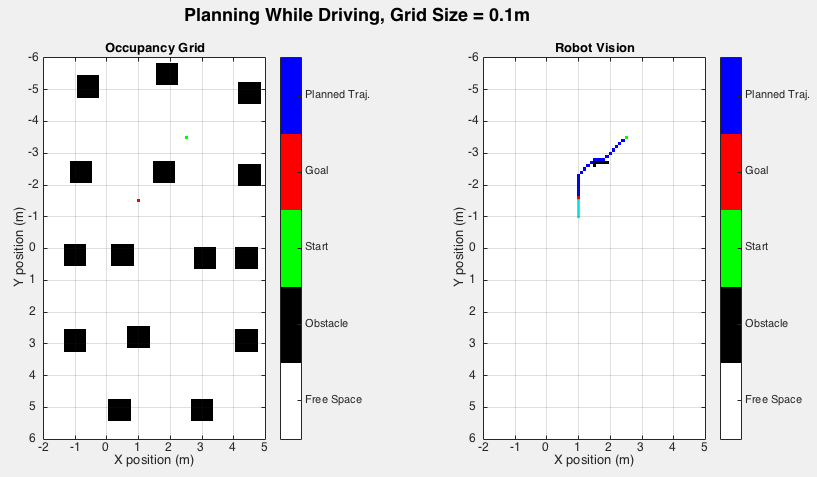 Planning While Driving, Grid Size = 0.1m
Occupancy Grid
-6
-5
-4
-3
-2
-1
0
1
2
3
4
5
6
Y position (m)
-2
-1
0
1
2
3
4
5
X position (m)
Planned Traj.
Goal
Start
Obstacle
Free Space
Robot Vision
-6
-5
-4
-3
-2
-1
0
1
2
3
4
5
6
Y position (m)
-2
-1
0
1
2
3
4
5
X position (m)
Planned Traj.
Goal
Start
Obstacle
Free Space